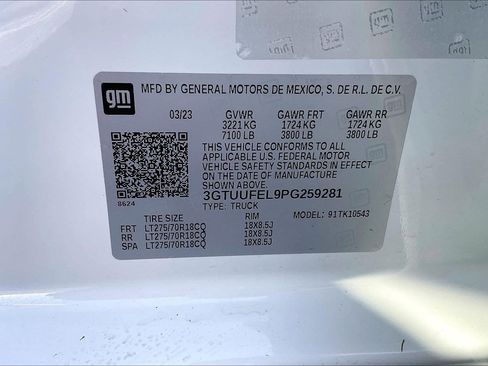 gm
MFD BY GENERAL MOTORS DE MEXICO, S. DE R.L. DE C.V.
03/23 GVWR GAWR FRT GAWR RR
3221 KG 1724 KG 1724 KG
7100 LB 3800 LB 3800 LB
THIS VEHICLE CONFORMS TO ALL
APPLICABLE U.S. FEDERAL MOTOR
VEHICLE SAFETY STANDARDS IN EFFECT
ON THE DATE OF MANUFACTURE
SHOWN ABOVE.
3GTUUFEL9PG259281
TYPE: TRUCK
8624
MODEL: 91TK10543
TIRE SIZE RIM
FRT LT275/70R18CQ 18X8.5J
RR LT275/70R18CQ 18X8.5J
SPA LT275/70R18CQ 18X8.5J